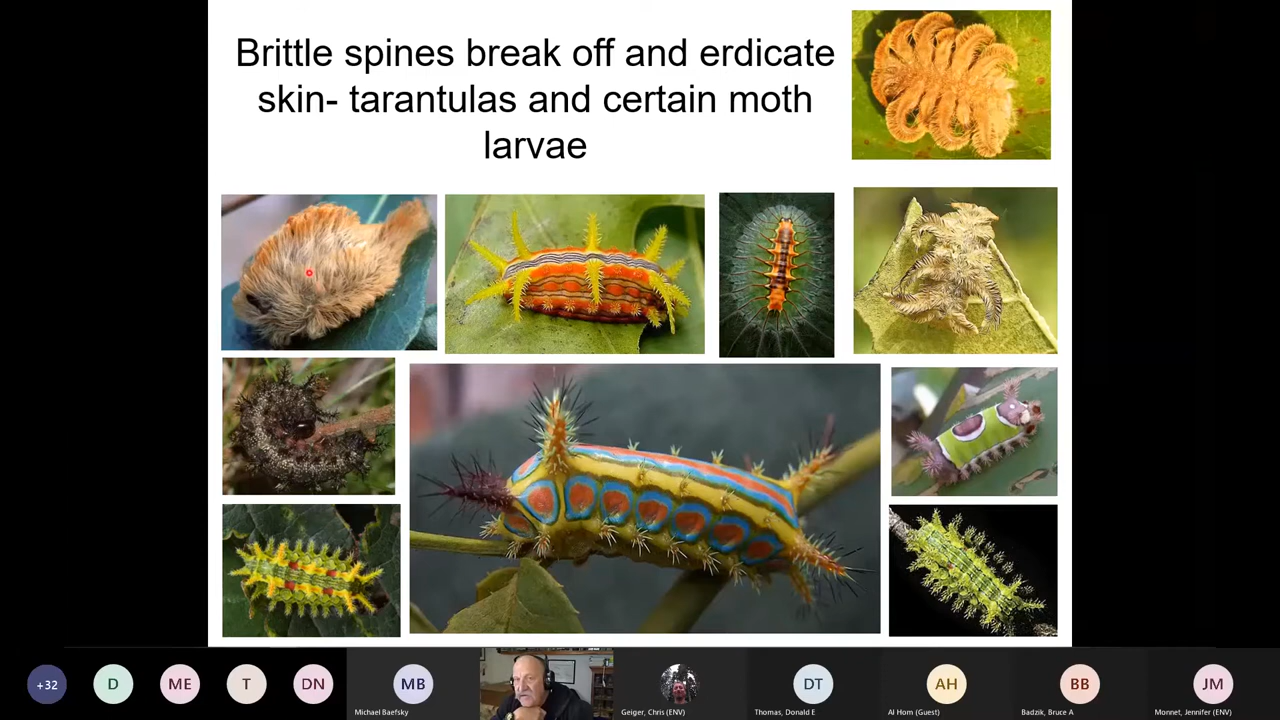 Brittle spines break off and erdicate
skin- tarantulas and certain moth
larvae
+32
D
ME
T
DN
MB
DT
AH
BB
JM
Michael Baefsky
Geiger, Chris (ENV)
Thomas, Donald E
Al Hom (Guest)
Badzik, Bruce A
Monnet, Jennifer (ENV)